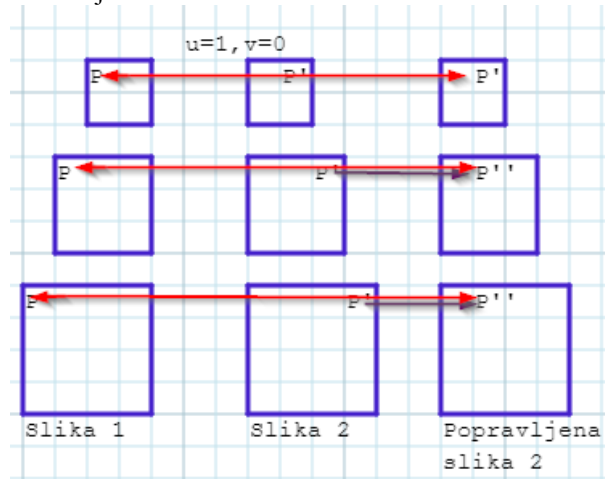 u=1,v=0
P P' P'
P P' P''
P P' P''
Slika 1 Slika 2 Popravljena
slika 2